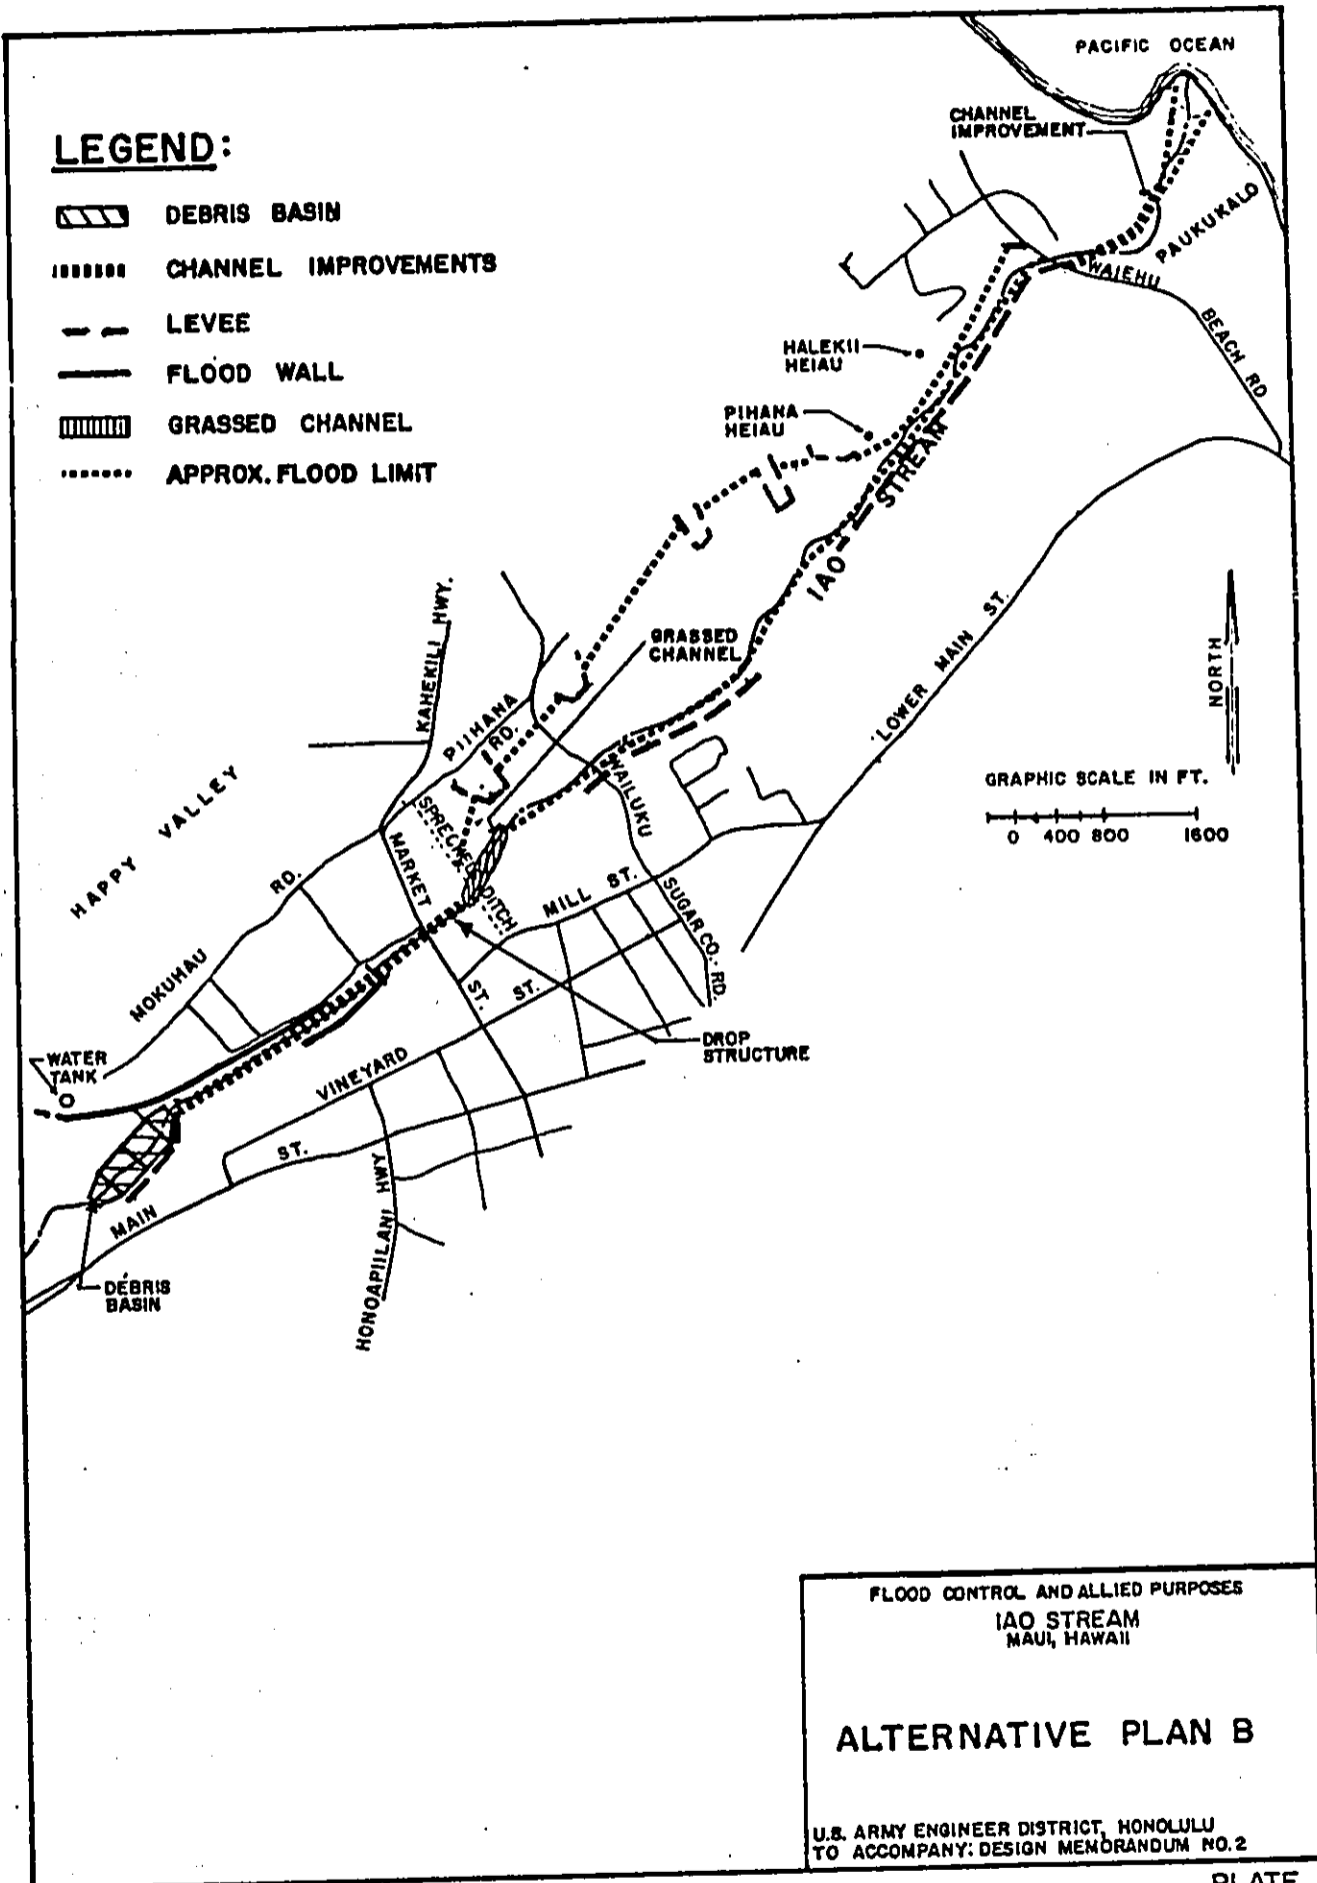 PACIFIC OCEAN
CHANNEL
IMPROVEMENT
LEGEND:
DEBRIS BASIN
CHANNEL IMPROVEMENTS
LEVEE
FLOOD WALL
GRASSED CHANNEL
APPROX. FLOOD LIMIT
PAUKUKALO
WAIEHU
BEACH RD
HALEKII
HEIAU
PIHANA
HEIAU
IAO STREAM
KAHEKILI HWY.
GRASSED
CHANNEL
LOWER MAIN ST.
NORTH
PIIHANA
RD.
WAILUKU
SUGAR CO. RD.
GRAPHIC SCALE IN FT.
0 400 800 1600
HAPPY VALLEY
MOKUHAU
RD.
MARKET
ST.
DITCH
MILL ST.
VINEYARD
ST.
DROP
STRUCTURE
WATER
TANK
MAIN
ST.
HONOAPIILANI HWY
DEBRIS
BASIN
FLOOD CONTROL AND ALLIED PURPOSES
IAO STREAM
MAUI, HAWAII
ALTERNATIVE PLAN B
U.S. ARMY ENGINEER DISTRICT, HONOLULU
TO ACCOMPANY: DESIGN MEMORANDUM NO. 2
PLATE